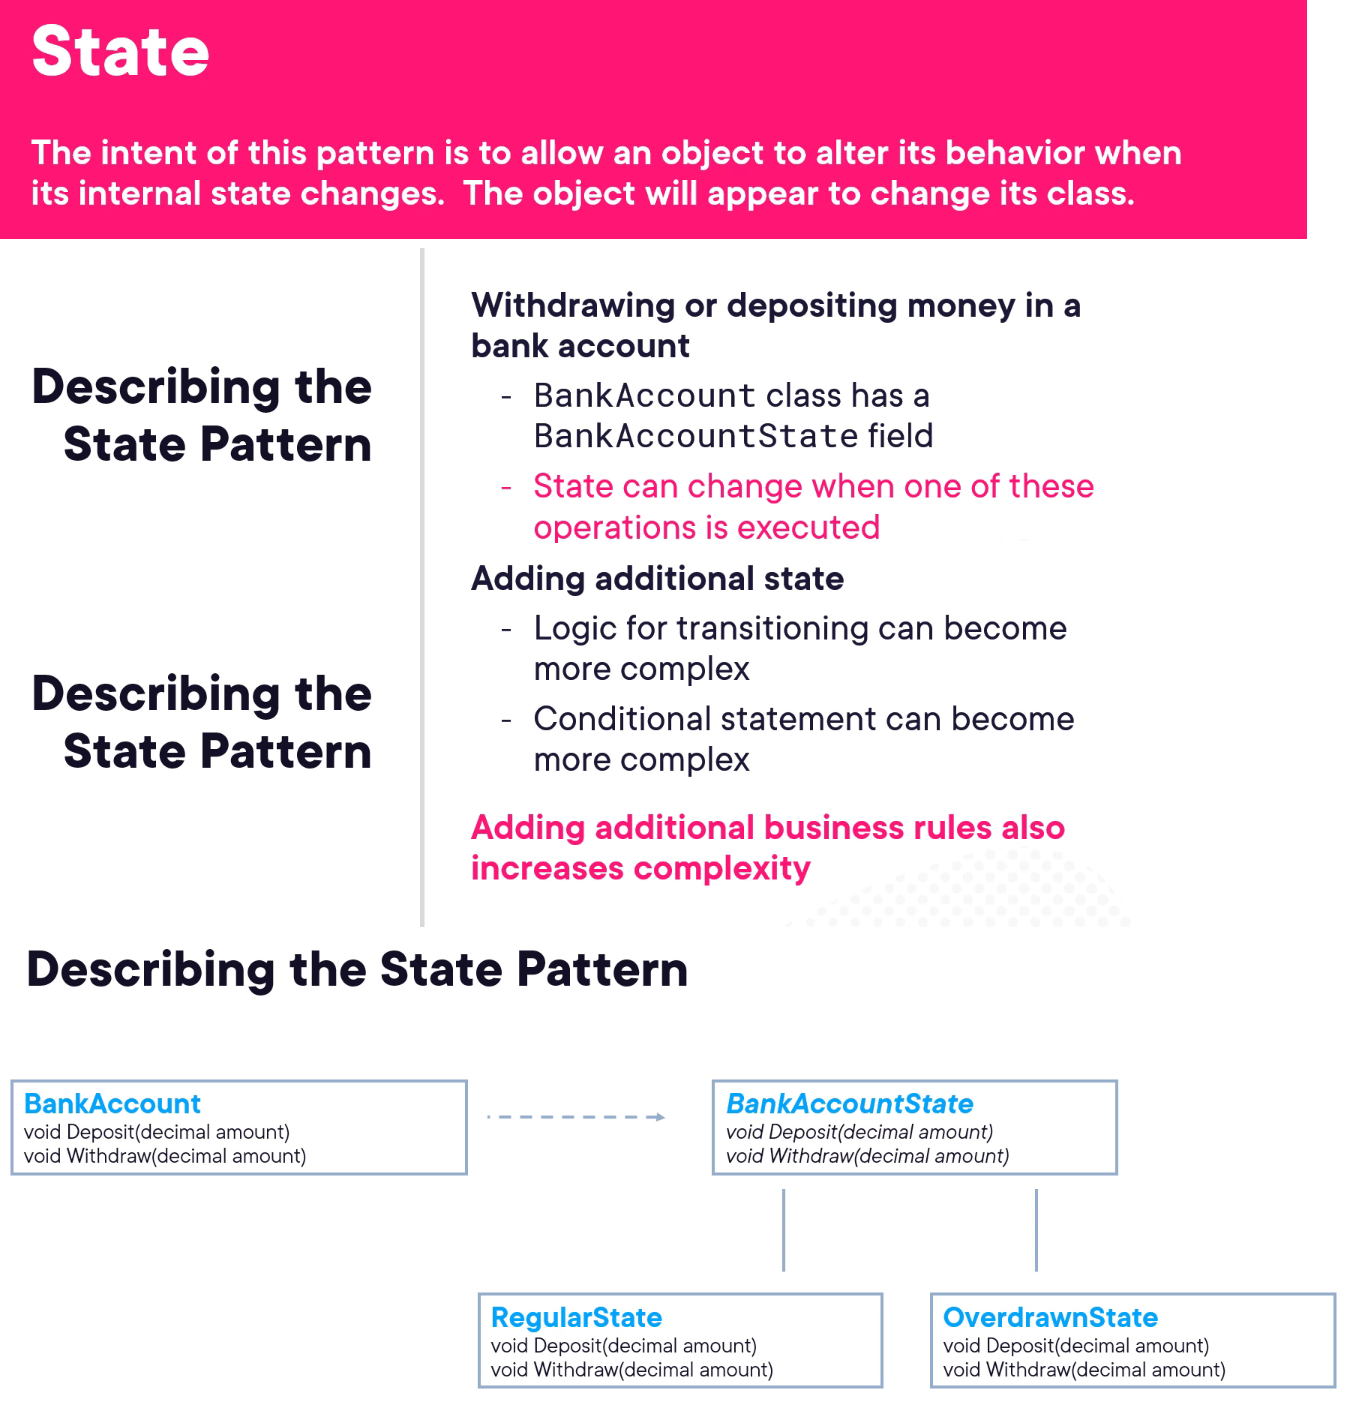 State
The intent of this pattern is to allow an object to alter its behavior when
its internal state changes.  The object will appear to change its class.
Describing the
State Pattern
Withdrawing or depositing money in a
bank account
- BankAccount class has a
BankAccountState field
- State can change when one of these
operations is executed
Describing the
State Pattern
Adding additional state
- Logic for transitioning can become
more complex
- Conditional statement can become
more complex
Adding additional business rules also
increases complexity
Describing the State Pattern
BankAccount
void Deposit(decimal amount)
void Withdraw(decimal amount)
BankAccountState
void Deposit(decimal amount)
void Withdraw(decimal amount)
RegularState
void Deposit(decimal amount)
void Withdraw(decimal amount)
OverdrawnState
void Deposit(decimal amount)
void Withdraw(decimal amount)